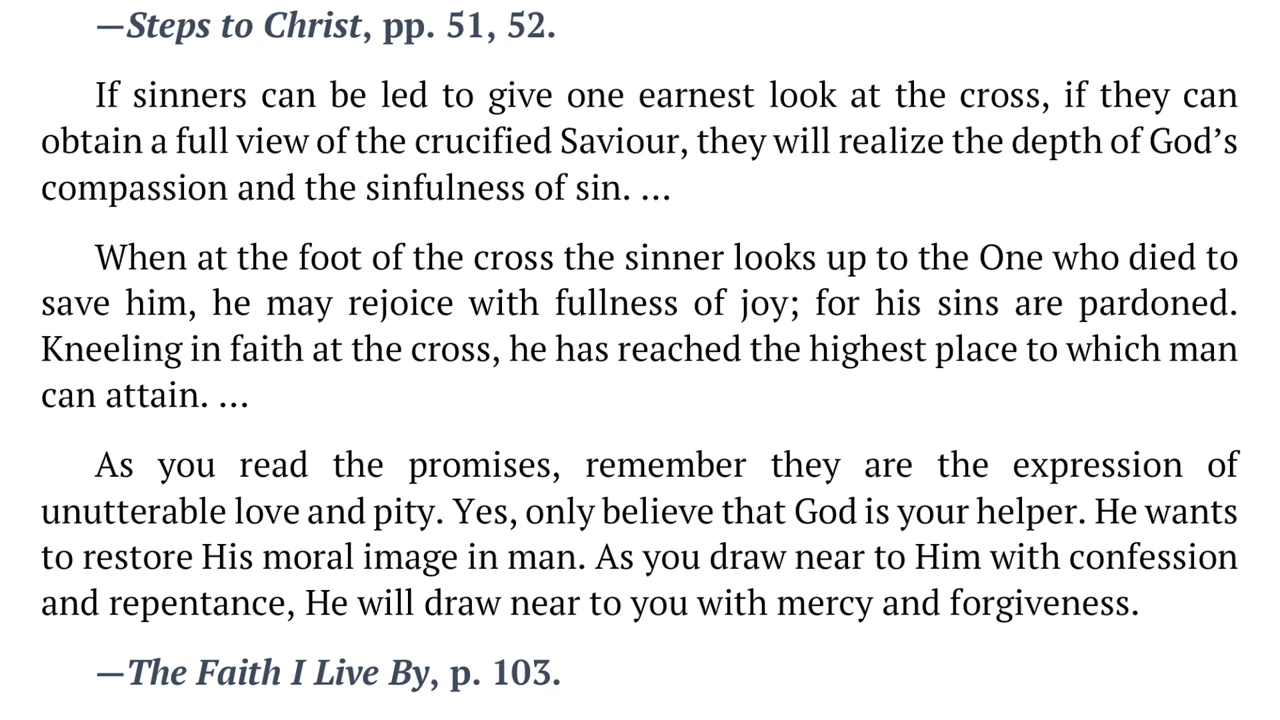 —Steps to Christ, pp. 51, 52.
If sinners can be led to give one earnest look at the cross, if they can
obtain a full view of the crucified Saviour, they will realize the depth of God’s
compassion and the sinfulness of sin. …
When at the foot of the cross the sinner looks up to the One who died to
save him, he may rejoice with fullness of joy; for his sins are pardoned.
Kneeling in faith at the cross, he has reached the highest place to which man
can attain. …
As you read the promises, remember they are the expression of
unutterable love and pity. Yes, only believe that God is your helper. He wants
to restore His moral image in man. As you draw near to Him with confession
and repentance, He will draw near to you with mercy and forgiveness.
—The Faith I Live By, p. 103.